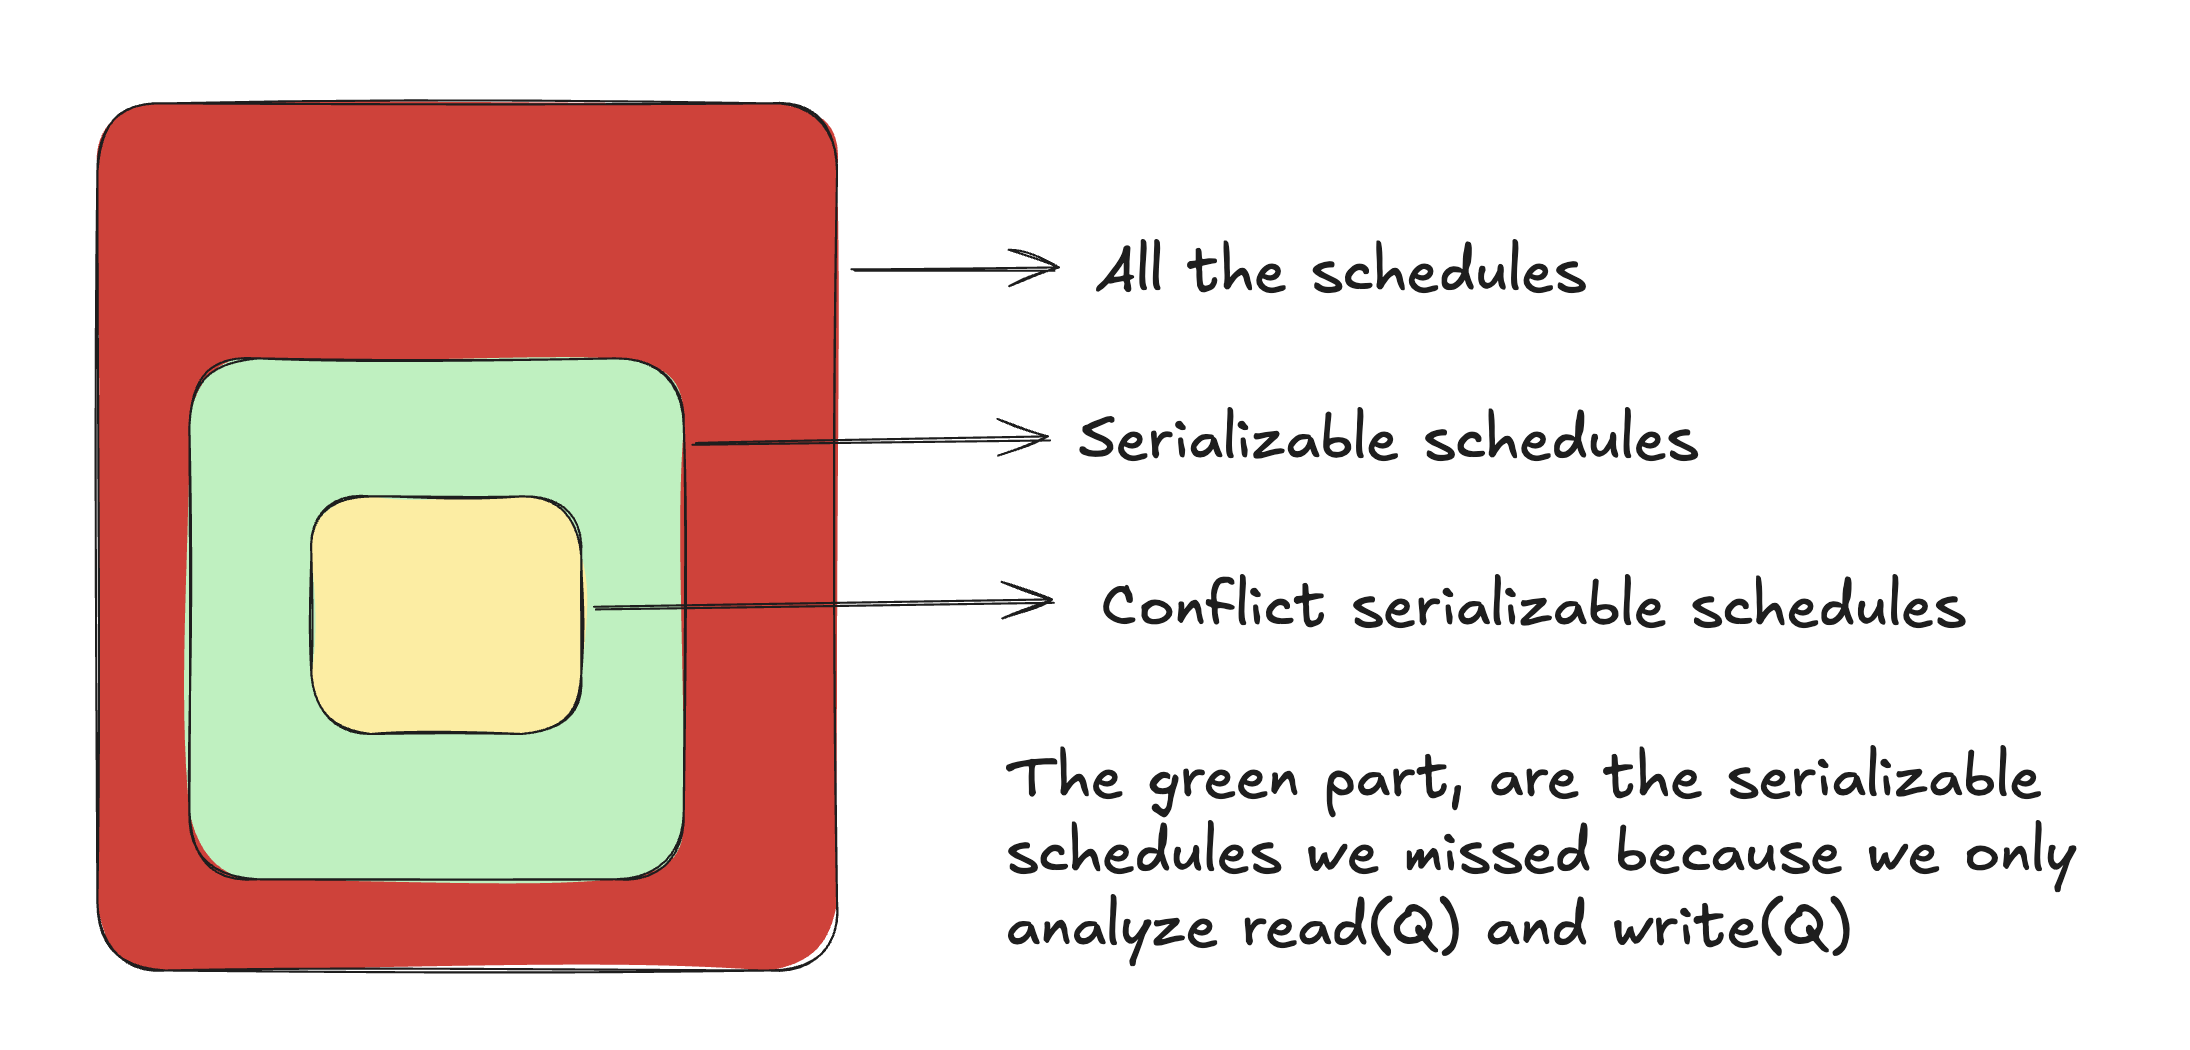 All the schedules
Serializable schedules
Conflict serializable schedules
The green part, are the serializable
schedules we missed because we only
analyze read(Q) and write(Q)